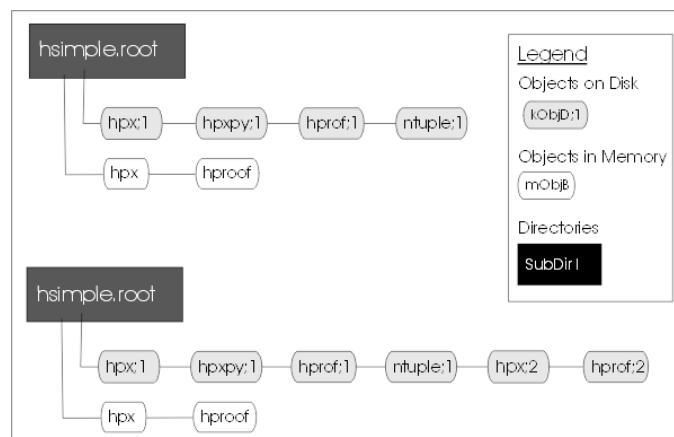 hsimple.root
hpx;1 hpxpy;1 hprof;1 ntuple;1
hpx hproof
Legend
Objects on Disk
kObjD;1
Objects in Memory
mObjB
Directories
SubDir1
hsimple.root
hpx;1 hpxpy;1 hprof;1 ntuple;1 hpx;2 hprof;2
hpx hproof